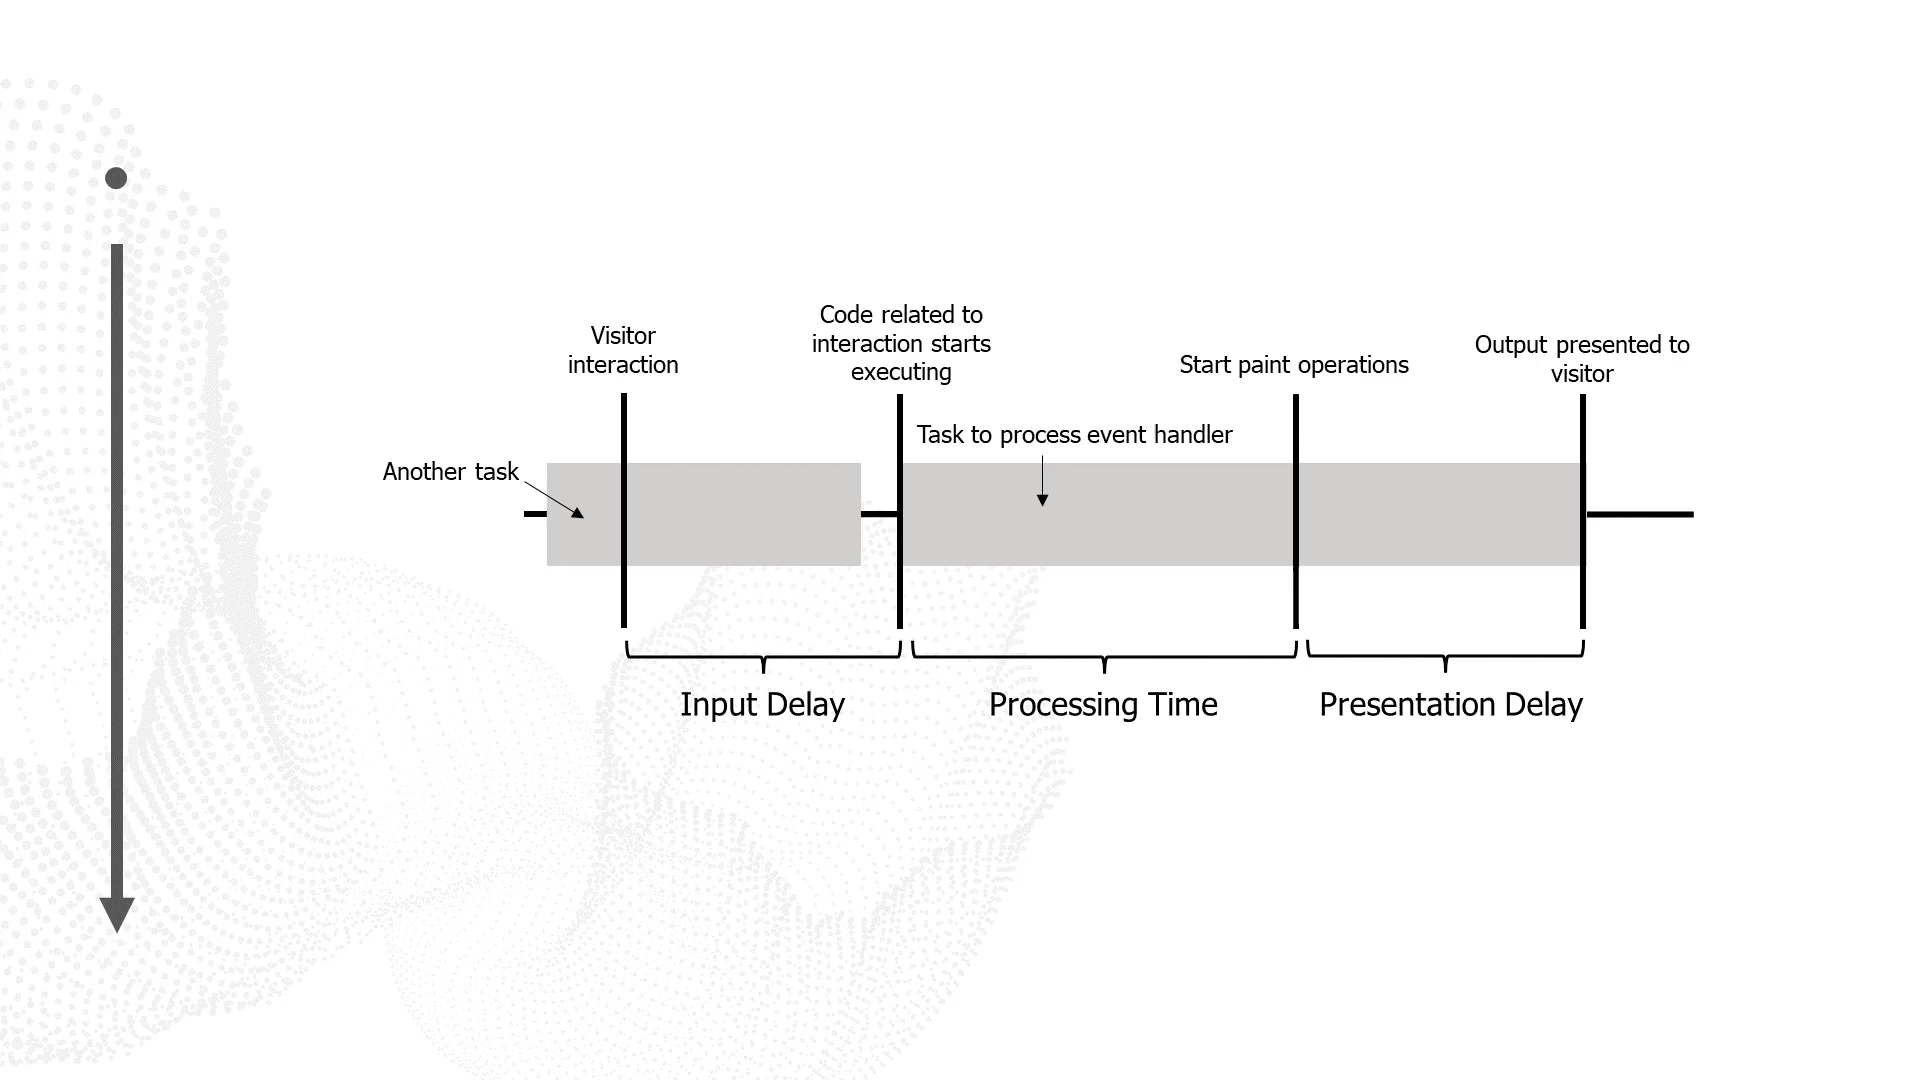 Visitor
interaction
Code related to
interaction starts
executing
Start paint operations
Output presented to
visitor
Another task
Task to process event handler
Input Delay
Processing Time
Presentation Delay